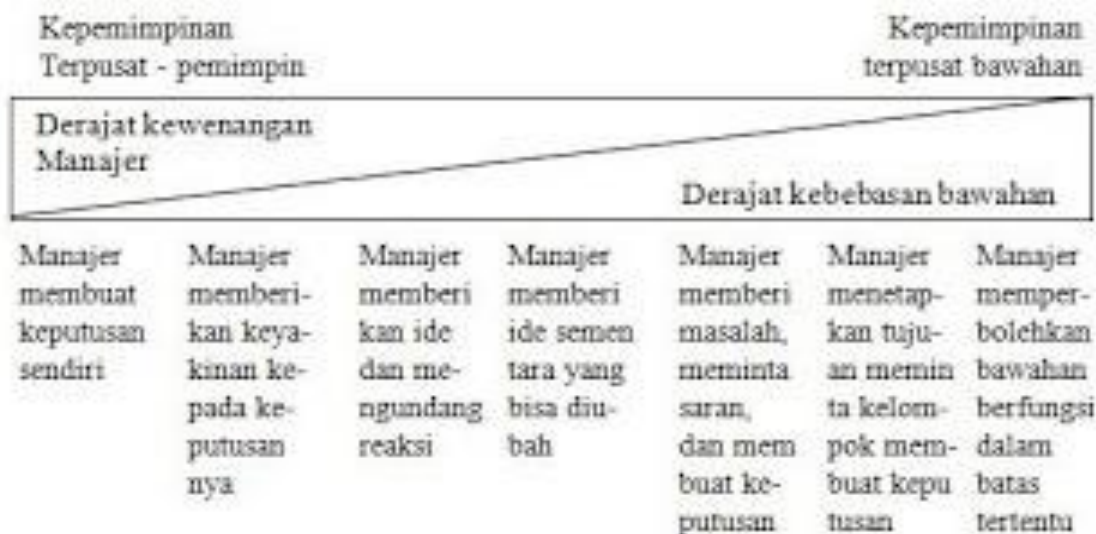 Kepemimpinan
Terpusat - pemimpin
Kepemimpinan
terpusat bawahan
Derajat kewenangan
Manajer
Derajat kebebasan bawahan
Manajer
membuat
keputusan
sendiri
Manajer
memberi-
kan keya-
kinan ke-
pada ke-
putusan
nya
Manajer
memberi
kan ide
dan me-
ngundang
reaksi
Manajer
memberi
ide semen
tara yang
bisa diu-
bah
Manajer
memberi
masalah,
meminta
saran,
dan mem
buat ke-
putusan
Manajer
menetap-
kan tuju-
an memin
ta kelom-
pok mem-
buat kepu
tusan
Manajer
memper-
bolehkan
bawahan
berfungsi
dalam
batas
tertentu